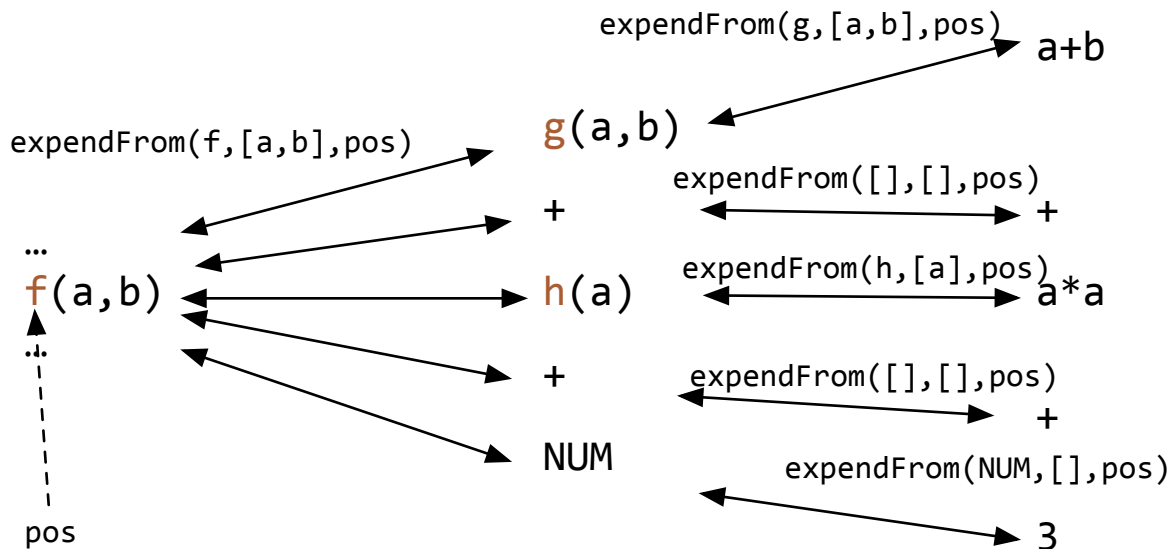 expendFrom(g,[a,b],pos)
a+b
expendFrom(f,[a,b],pos)
g(a,b)
expendFrom([],[],pos)
+
+
…
f(a,b)
h(a)
expendFrom(h,[a],pos)
a*a
…
+
expendFrom([],[],pos)
+
NUM
expendFrom(NUM,[],pos)
pos
3